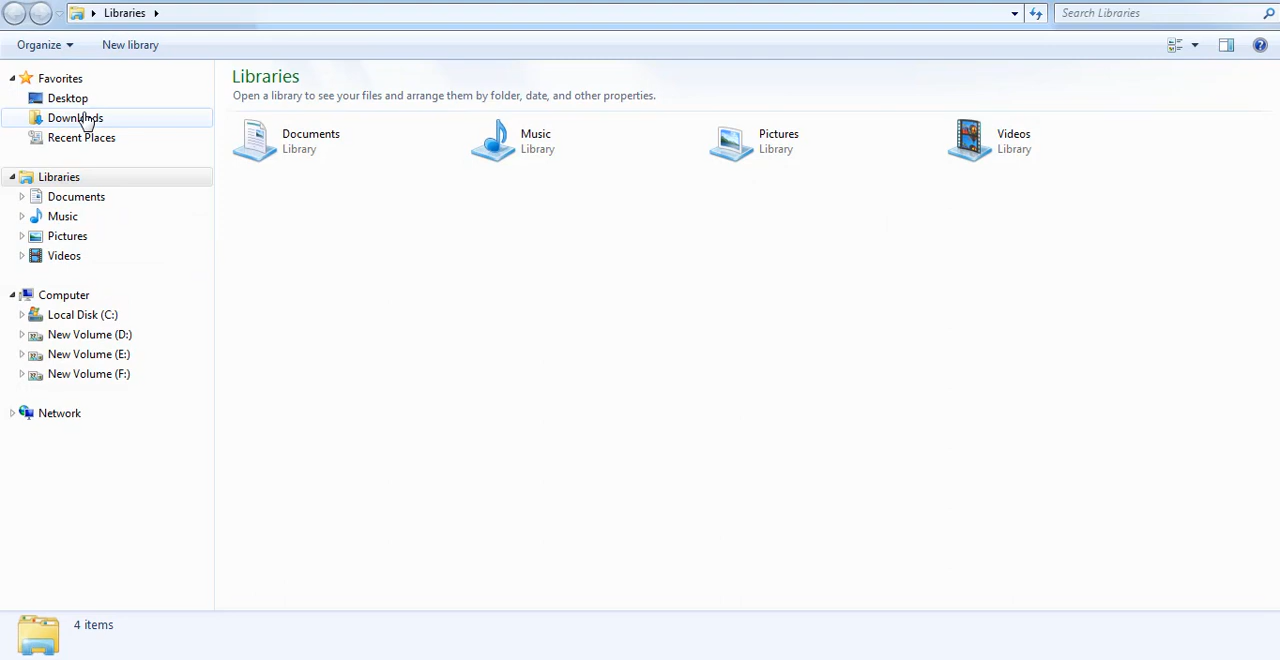 Libraries
Search Libraries
Organize
New library
Favorites
Desktop
Downloads
Recent Places
Libraries
Documents
Music
Pictures
Videos
Computer
Local Disk (C:)
New Volume (D:)
New Volume (E:)
New Volume (F:)
Network
Libraries
Open a library to see your files and arrange them by folder, date, and other properties.
Documents
Library
Music
Library
Pictures
Library
Videos
Library
4 items